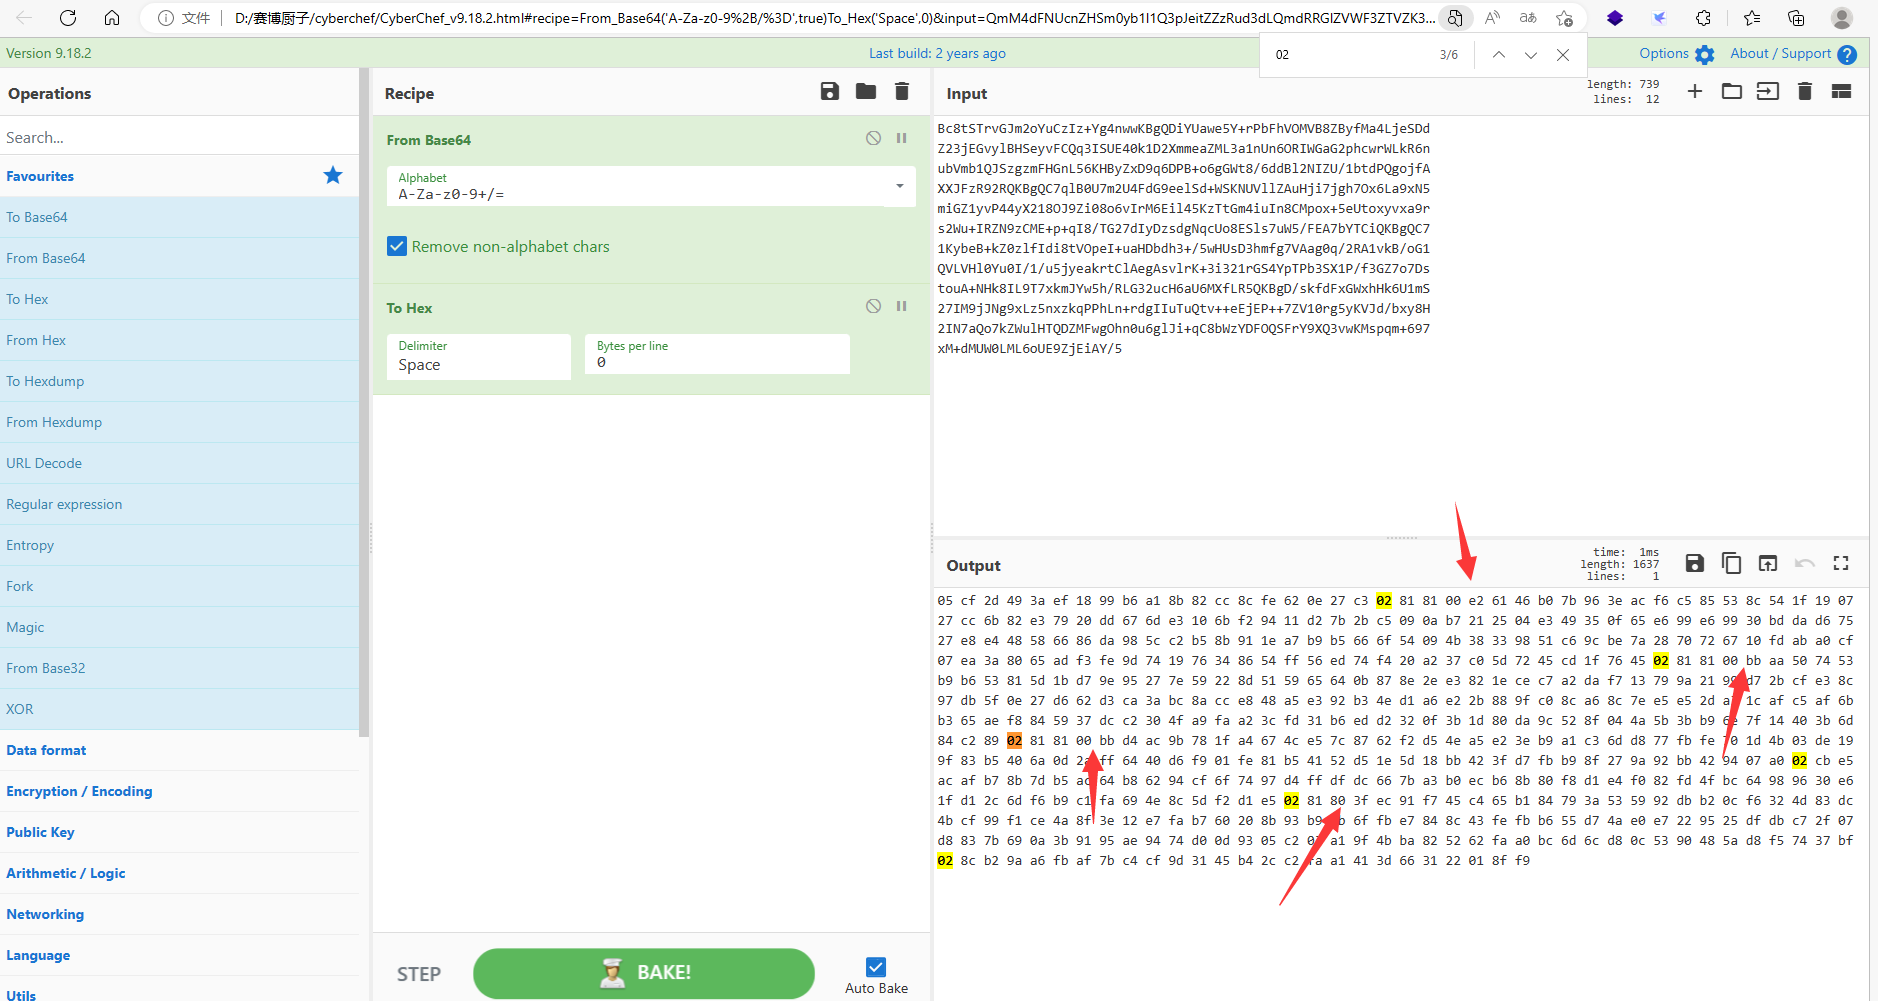 文件
D:/赛博厨子/cyberchef/CyberChef_v9.18.2.html#recipe=From_Base64('A-Za-z0-9%2B/%3D',true)To_Hex('Space',0)&input=QmM4dFNUcnZHSm0yb1l1Q3pJeitZZzRud3dLQmdRRGlZVWF3ZTVZK3...
02
3/6
Version 9.18.2
Last build: 2 years ago
Options
About / Support
Operations
Recipe
Input
length: 739
lines: 12
Search...
Favourites
To Base64
From Base64
To Hex
From Hex
To Hexdump
From Hexdump
URL Decode
Regular expression
Entropy
Fork
Magic
From Base32
XOR
Data format
Encryption / Encoding
Public Key
Arithmetic / Logic
Networking
Language
Utils
From Base64
Alphabet
A-Za-z0-9+/=
Remove non-alphabet chars
To Hex
Delimiter
Space
Bytes per line
0
STEP
BAKE!
Auto Bake
Bc8tSTrvGJm2oYuCzIz+Yg4nwwKBgQDiYUawe5Y+rPbFhVOMVB8ZByfMa4LjeSDd
Z23jEGvylBHSeyvFCQq3ISUE40k1D2XmmeaZML3a1nUn6ORIWGaG2phcwrWLkR6n
ubVmb1QJSzgzmFHGnL56KHByZxD9q6DPB+o6gGWt8/6ddBl2NIZU/1btdPQgojfA
XXJFzR92RQKBgQC7qlB0U7m2U4FdG9eelSd+WSKNUVllZAuHji7jgh7Ox6La9xN5
miGZ1yvP44yX218OJ9Zi08o6vIrM6Eil45KzTtGm4iuIn8CMpox+5eUtoxyvxa9r
s2Wu+IRZN9zCME+p+qI8/TG27dIyDzsdgNqcUo8ESls7uW5/FEA7bYTCiQKBgQC7
1KybeB+kZ0zlfIdi8tVOpeI+uaHDbdh3+/5wHUsD3hmfg7VAag0q/2RA1vkB/oG1
QVLVHl0Yu0I/1/u5jyeakrtClAegAsvlrK+3i321rGS4YpTPb3SX1P/f3GZ7o7Ds
touA+NHk8IL9T7xkmJYw5h/RLG32ucH6aU6MXfLR5QKBgD/skfdFxGWxhHk6U1mS
27IM9jJNg9xLz5nxzkqPPhLn+rdgIIuTuQtv++eEjEP++7ZV10rg5yKVJd/bxy8H
2IN7aQo7kZWulHTQDZMFwgOhn0u6glJi+qC8bWzYDFOQSFrY9XQ3vwKMspqm+697
xM+dMUW0LML6oUE9ZjEiAY/5
Output
time: 1ms
length: 1637
lines: 1
05 cf 2d 49 3a ef 18 99 b6 a1 8b 82 cc 8c fe 62 0e 27 c3 02 81 81 00 e2 61 46 b0 7b 96 3e ac f6 c5 85 53 8c 54 1f 19 07
27 cc 6b 82 e3 79 20 dd 67 6d e3 10 6b f2 94 11 d2 7b 2b c5 09 0a b7 21 25 04 e3 49 35 0f 65 e6 99 e6 99 30 bd da d6 75
27 e8 e4 48 58 66 86 da 98 5c c2 b5 8b 91 1e a7 b9 b5 66 6f 54 09 4b 38 33 98 51 c6 9c be 7a 28 70 72 67 10 fd ab a0 cf
07 ea 3a 80 65 ad f3 fe 9d 74 19 76 34 86 54 ff 56 ed 74 f4 20 a2 37 c0 5d 72 45 cd 1f 76 45 02 81 81 00 bb aa 50 74 53
b9 b6 53 81 5d 1b d7 9e 95 27 7e 59 22 8d 51 59 65 64 0b 87 8e 2e e3 82 1e ce c7 a2 da f7 13 79 9a 21 99 d7 2b cf e3 8c
97 db 5f 0e 27 d6 62 d3 ca 3a bc 8a cc e8 48 a5 e3 92 b3 4e d1 a6 e2 2b 88 9f c0 8c a6 8c 7e e5 e5 2d 1c af c5 af 6b
b3 65 ae f8 84 59 37 dc c2 30 4f a9 fa a2 3c fd 31 b6 ed d2 32 0f 3b 1d 80 da 9c 52 8f 04 4a 5b 3b b9 6e 7f 14 40 3b 6d
84 c2 89 02 81 81 00 bb d4 ac 9b 78 1f a4 67 4c e5 7c 87 62 f2 d5 4e a5 e2 3e b9 a1 c3 6d d8 77 fb fe 70 1d 4b 03 de 19
9f 83 b5 40 6a 0d 2a ff 64 40 d6 f9 01 fe 81 b5 41 52 d5 1e 5d 18 bb 42 3f d7 fb b9 8f 27 9a 92 bb 42 94 07 a0 02 cb e5
ac af b7 8b 7d b5 ac 64 b8 62 94 cf 6f 74 97 d4 ff df dc 66 7b a3 b0 ec b6 8b 80 f8 d1 e4 f0 82 fd 4f bc 64 98 96 30 e6
1f d1 2c 6d f6 b9 c1 fa 69 4e 8c 5d f2 d1 e5 02 81 80 3f ec 91 f7 45 c4 65 b1 84 79 3a 53 59 92 db b2 0c f6 32 4d 83 dc
4b cf 99 f1 ce 4a 8f 3e 12 e7 fa b7 60 20 8b 93 b9 0b 6f fb e7 84 8c 43 fe fb b6 55 d7 4a e0 e7 22 95 25 df db c7 2f 07
d8 83 7b 69 0a 3b 91 95 ae 94 74 d0 0d 93 05 c2 03 a1 9f 4b ba 82 52 62 fa a0 bc 6d 6c d8 0c 53 90 48 5a d8 f5 74 37 bf
02 8c b2 9a a6 fb af 7b c4 cf 9d 31 45 b4 2c c2 fa a1 41 3d 66 31 22 01 8f f9